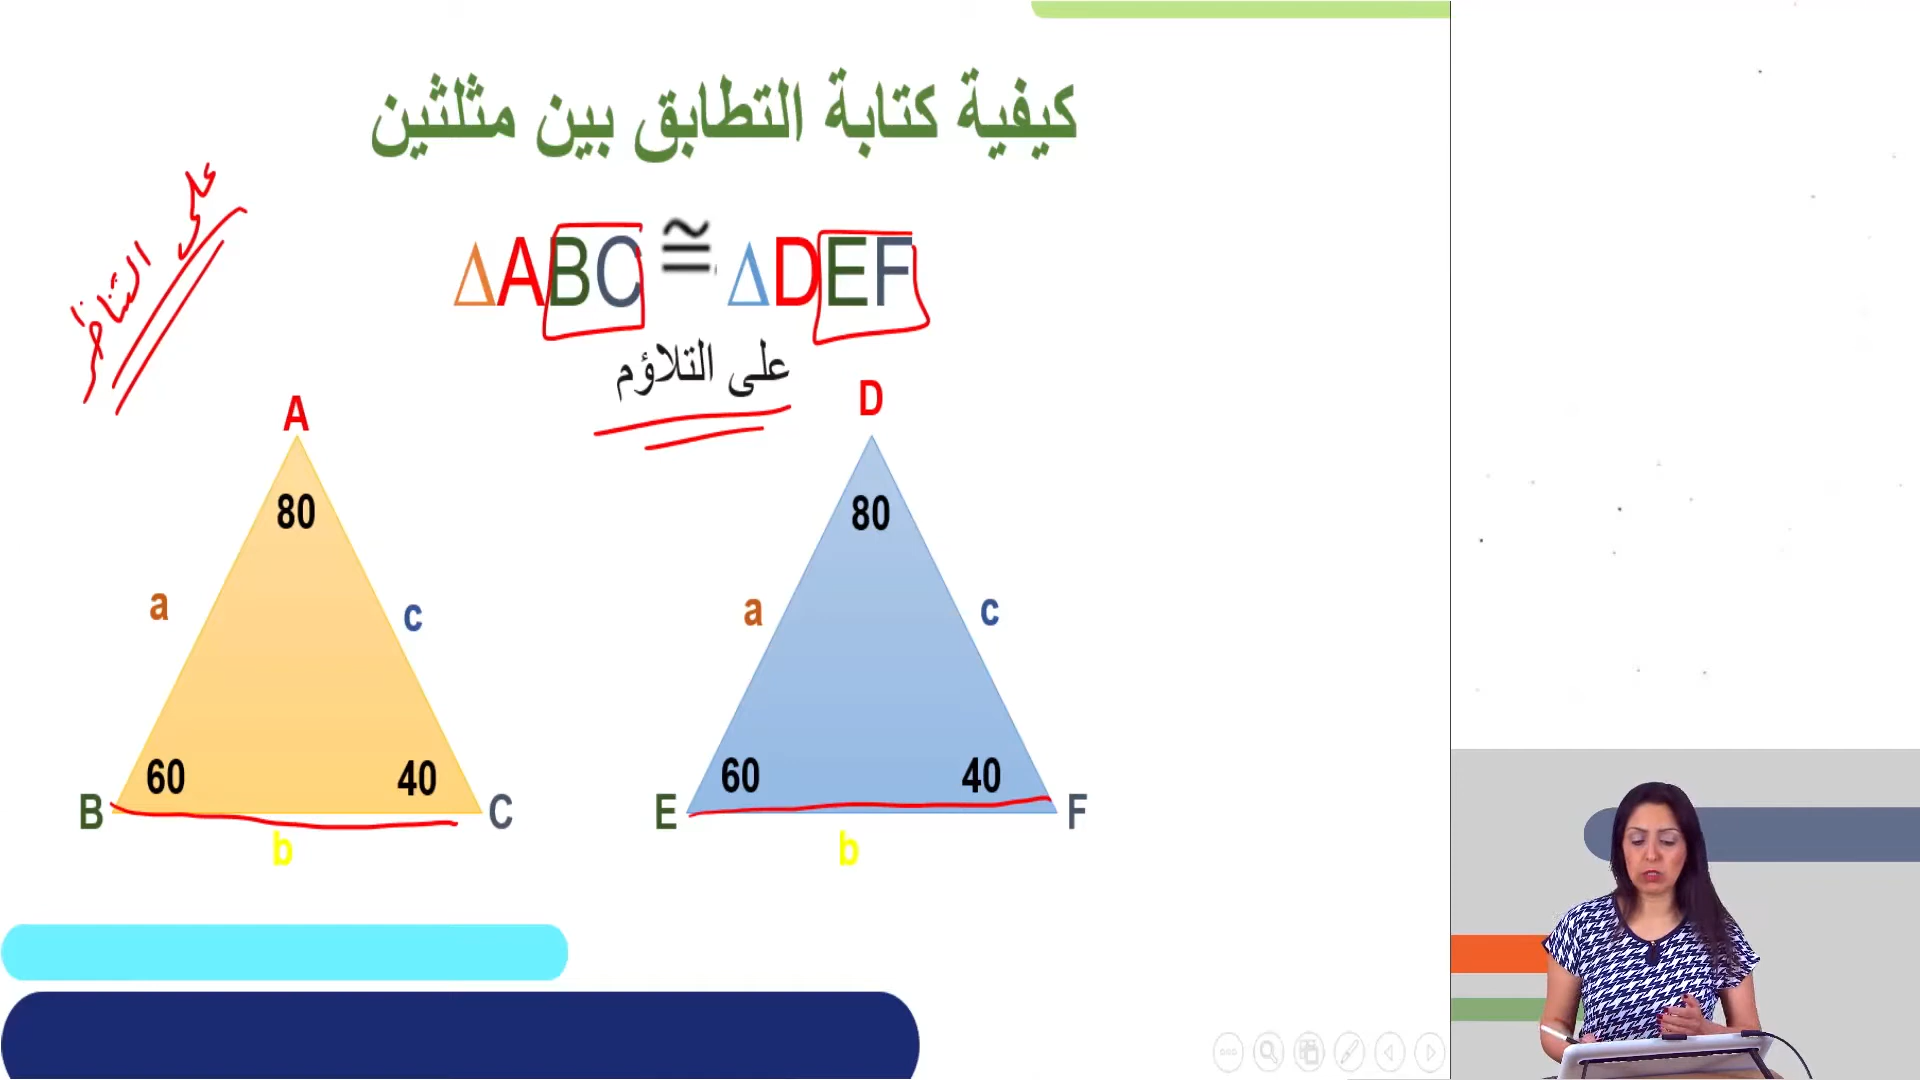 كيفية كتابة التطابق بين مثلثين
على التناظر
ΔABC ≅ ΔDEF
على التلاؤم
A
D
80
80
a
c
a
c
60
40
60
40
B
C
E
F
b
b